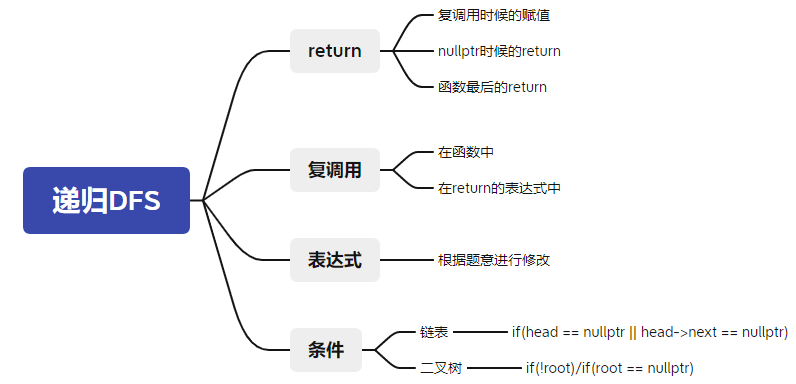 递归DFS
return
复调用时候的赋值
nullptr时候的return
函数最后的return
复调用
在函数中
在return的表达式中
表达式
根据题意进行修改
条件
链表
if(head == nullptr || head->next == nullptr)
二叉树
if(!root)/if(root == nullptr)